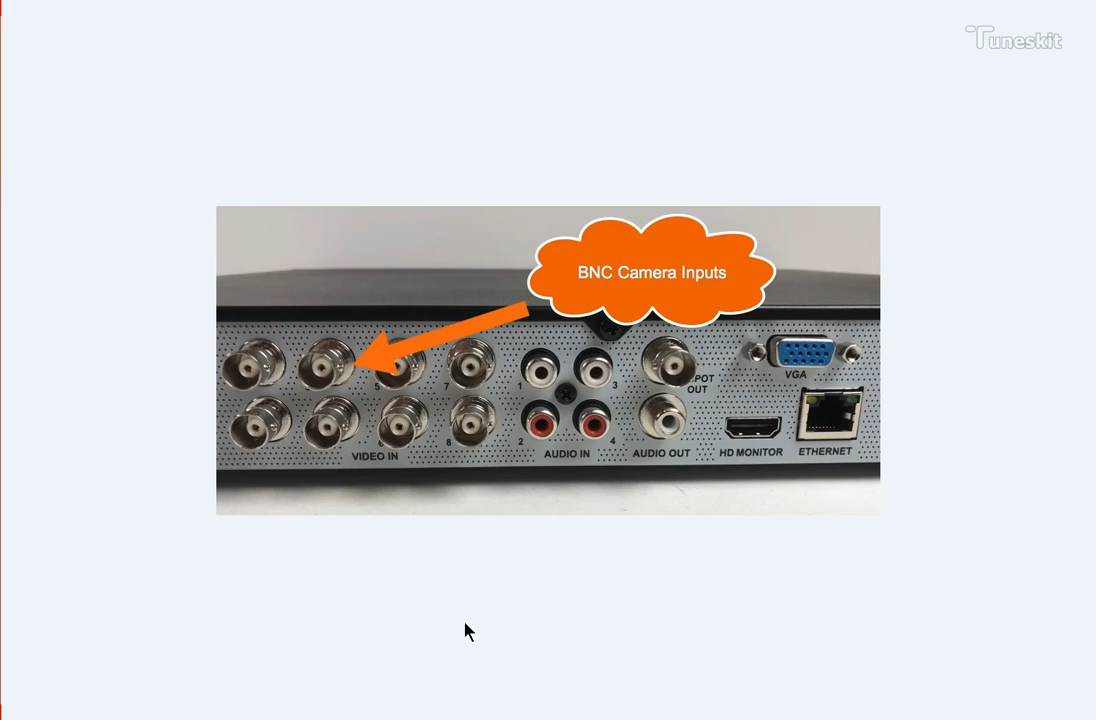 Tuneskit
BNC Camera Inputs
5
7
1
3
POT
OUT
VGA
6
8
2
4
VIDEO IN
AUDIO IN
AUDIO OUT
HD MONITOR
ETHERNET